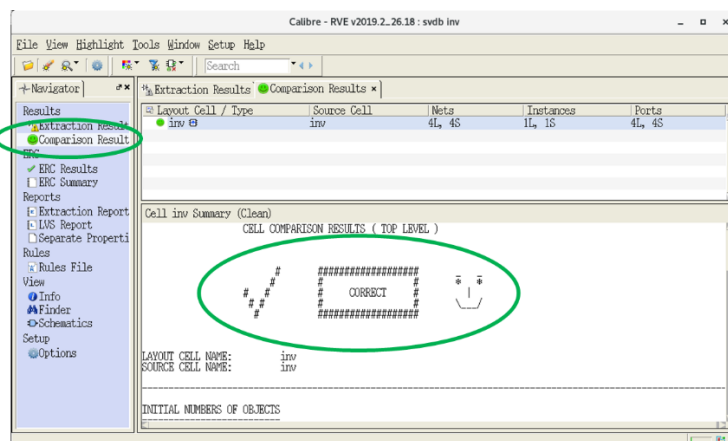 Calibre - RVE v2019.2_26.18 : svdb inv
File View Highlight Tools Window Setup Help
Search
Navigator
Extraction Results Comparison Results
Results
Extraction Result
Comparison Result
ERC
ERC Results
ERC Summary
Reports
Extraction Report
LVS Report
Separate Properti
Rules
Rules File
View
Info
Finder
Schematics
Setup
Options
Layout Cell / Type Source Cell Nets Instances Ports
inv inv 4L, 4S 1L, 1S 4L, 4S
Cell inv Summary (Clean)
CELL COMPARISON RESULTS ( TOP LEVEL )
# ################### _ _
# # # * *
# # # CORRECT # |
# # # # \___/
# ###################
LAYOUT CELL NAME: inv
SOURCE CELL NAME: inv
INITIAL NUMBERS OF OBJECTS